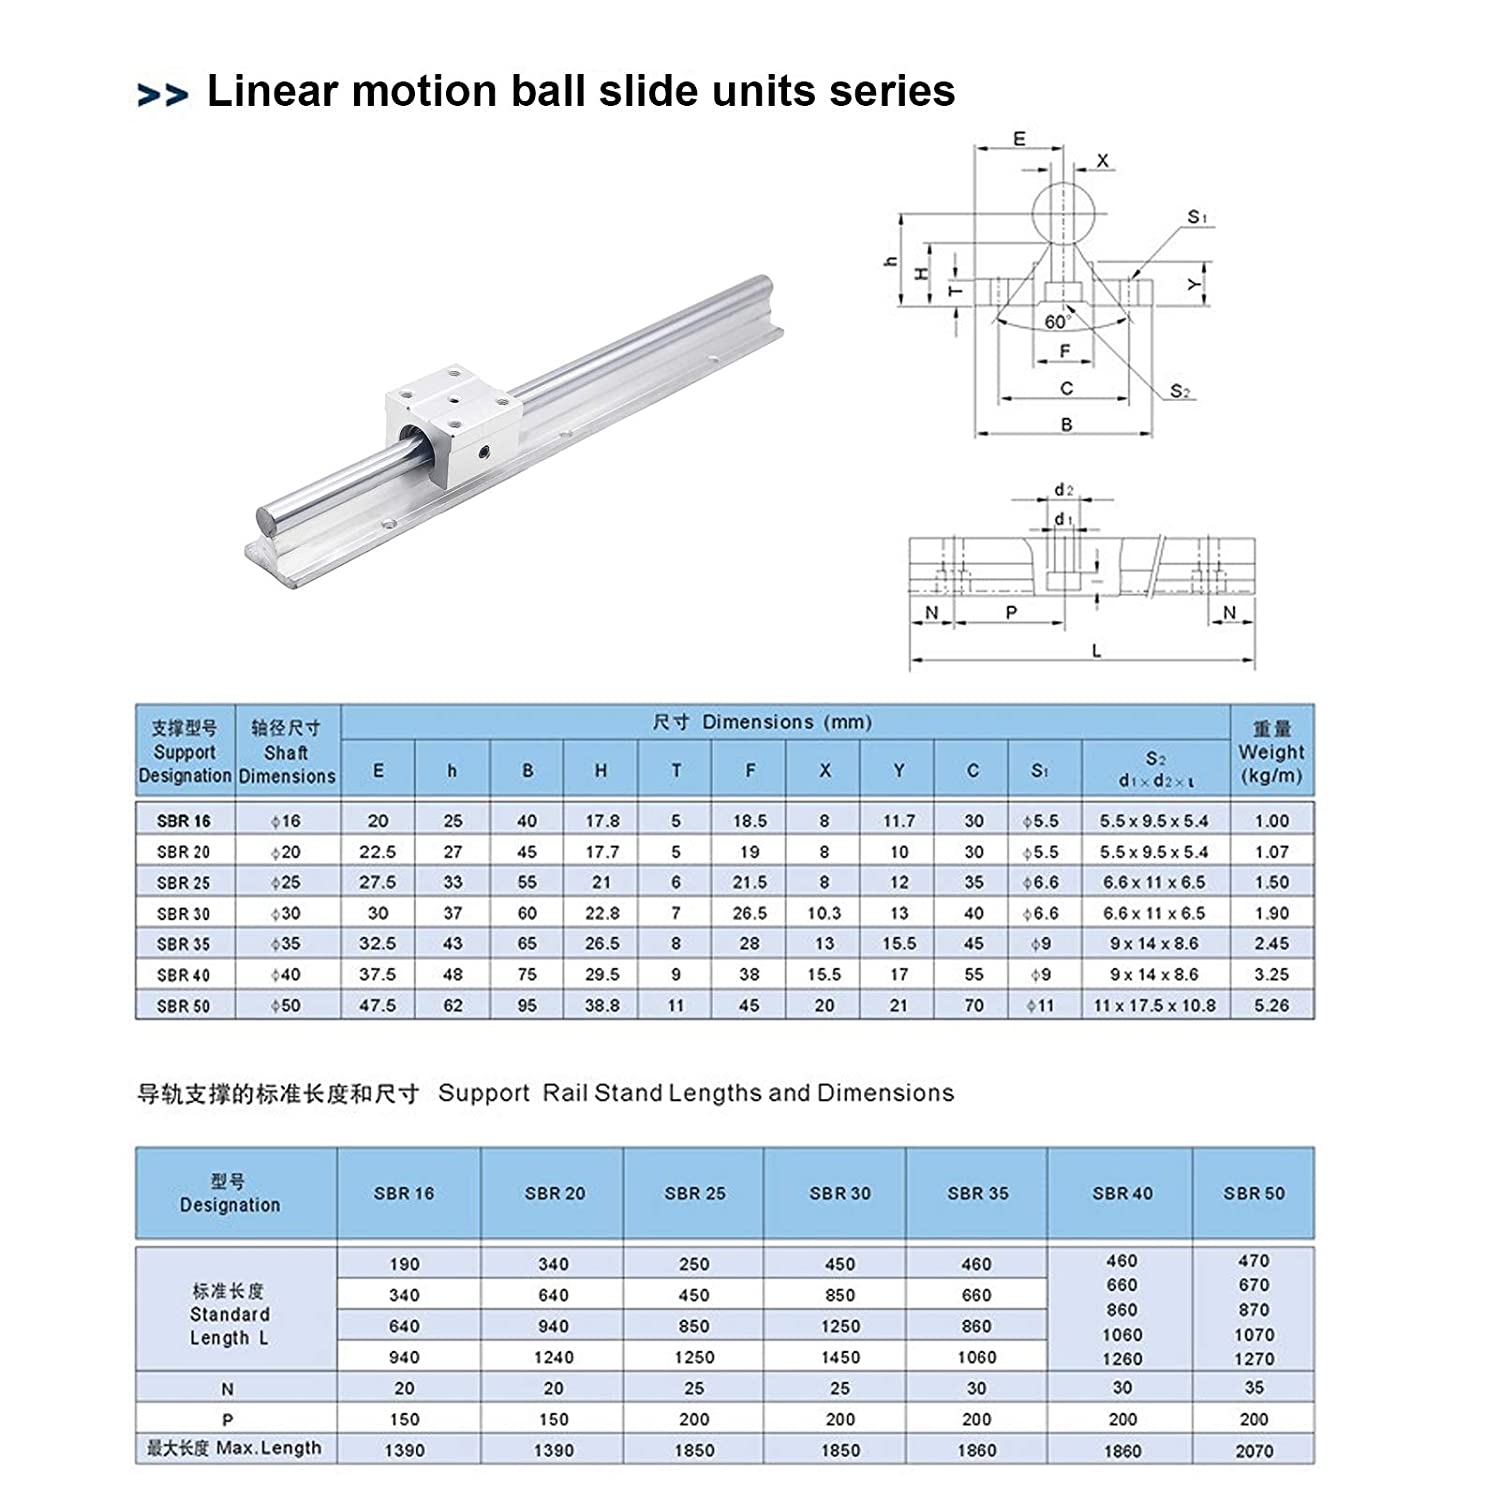 >> Linear motion ball slide units series
E
X
S1
h
H
T
Y
60°
F
C
S2
B
d2
d1
N P N
L
支撑型号 Support Designation 轴径尺寸 Shaft Dimensions 尺寸 Dimensions (mm) 重量 Weight (kg/m)
E h B H T F X Y C S1 S2 d1×d2×ι
SBR 16 ϕ16 20 25 40 17.8 5 18.5 8 11.7 30 ϕ5.5 5.5 x 9.5 x 5.4 1.00
SBR 20 ϕ20 22.5 27 45 17.7 5 19 8 10 30 ϕ5.5 5.5 x 9.5 x 5.4 1.07
SBR 25 ϕ25 27.5 33 55 21 6 21.5 8 12 35 ϕ6.6 6.6 x 11 x 6.5 1.50
SBR 30 ϕ30 30 37 60 22.8 7 26.5 10.3 13 40 ϕ6.6 6.6 x 11 x 6.5 1.90
SBR 35 ϕ35 32.5 43 65 26.5 8 28 13 15.5 45 ϕ9 9 x 14 x 8.6 2.45
SBR 40 ϕ40 37.5 48 75 29.5 9 38 15.5 17 55 ϕ9 9 x 14 x 8.6 3.25
SBR 50 ϕ50 47.5 62 95 38.8 11 45 20 21 70 ϕ11 11 x 17.5 x 10.8 5.26
导轨支撑的标准长度和尺寸 Support Rail Stand Lengths and Dimensions
型号 Designation SBR 16 SBR 20 SBR 25 SBR 30 SBR 35 SBR 40 SBR 50
标准长度 Standard Length L
190 340 250 450 460 460 470
340 640 450 850 660 660 670
640 940 850 1250 860 860 870
940 1240 1250 1450 1060 1060 1070
1260 1270
N 20 20 25 25 30 30 35
P 150 150 200 200 200 200 200
最大长度 Max.Length 1390 1390 1850 1850 1860 1860 2070